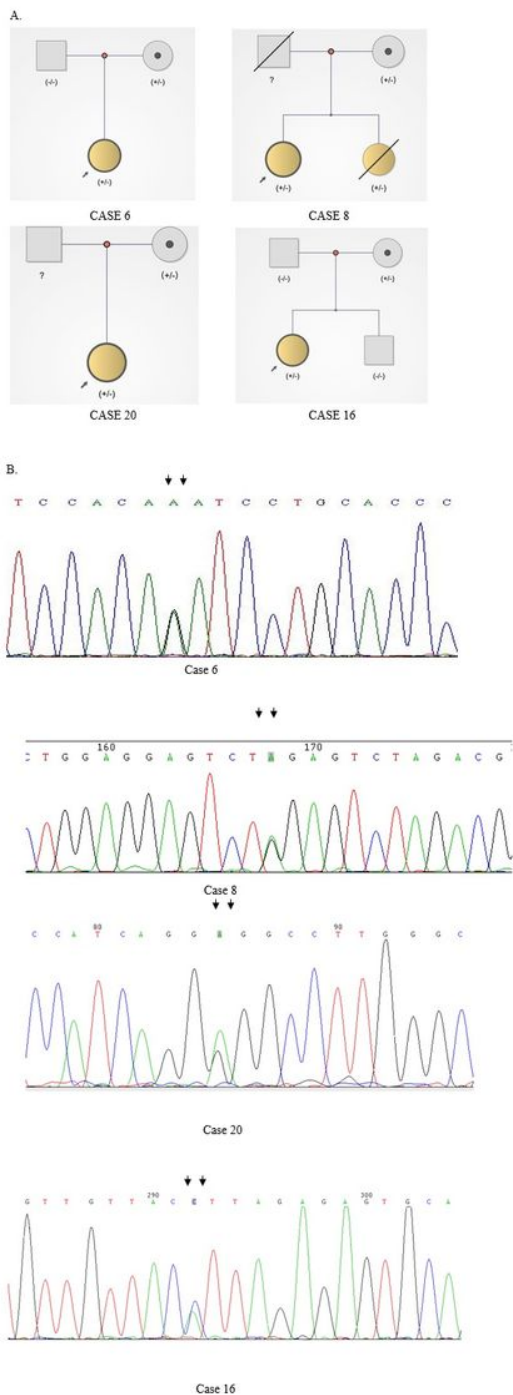 A.
(-/-) (+/-) ? (+/-)
(+/-) (+/-) (+/-)
CASE 6 CASE 8
? (+/-) (-/-) (+/-)
(+/-) (+/-) (-/-)
CASE 20 CASE 16
B.
T C C A C A A A T C C T G C A C C C
Case 6
160 170
C T G G A G G A G T C T A G A G T C T A G A C G
Case 8
80 90
C C A T C A G G G G C C T T G G G C
Case 20
290 300
G T T G T T A C T T A G A G A G T G C A
Case 16